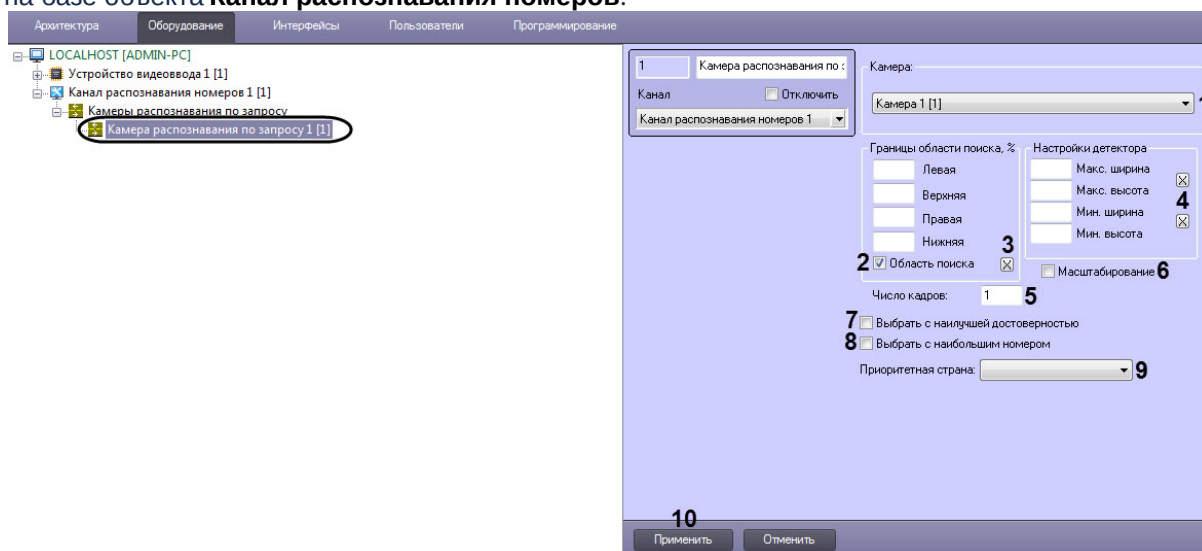 на базе объекта Канал распознавания номеров.
Архитектура Оборудование Интерфейсы Пользователи Программирование
LOCALHOST [ADMIN-PC]
Устройство видеоввода 1 [1]
Канал распознавания номеров 1 [1]
Камеры распознавания по запросу
Камера распознавания по запросу 1 [1]
1 Камера распознавания по
Канал Отключить
Канал распознавания номеров 1
Камера:
Камера 1 [1]
Границы области поиска, %
Левая
Верхняя
Правая
Нижняя
3
2 Область поиска
Настройки детектора
Макс. ширина
Макс. высота
4
Мин. ширина
Мин. высота
Масштабирование 6
Число кадров: 1 5
7 Выбрать с наилучшей достоверностью
8 Выбрать с наибольшим номером
Приоритетная страна: 9
10
Применить Отменить